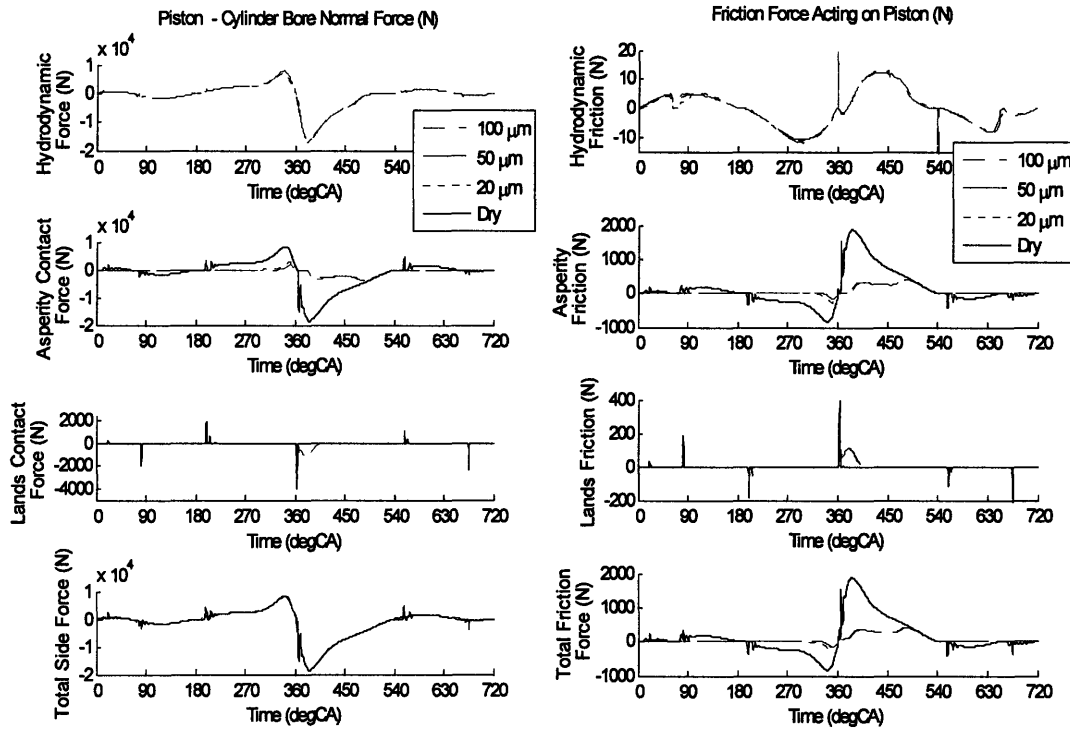 Piston - Cylinder Bore Normal Force (N)
x 10^4
Hydrodynamic
Force (N)
1
0
-1
-2
0 90 180 270 360 450 540 630 720
Time (degCA)
100 µm
50 µm
20 µm
Dry
x 10^4
Asperity Contact
Force (N)
1
0
-1
-2
0 90 180 270 360 450 540 630 720
Time (degCA)
Lands Contact
Force (N)
2000
0
-2000
-4000
0 90 180 270 360 450 540 630 720
Time (degCA)
x 10^4
Total Side Force (N)
1
0
-1
-2
0 90 180 270 360 450 540 630 720
Time (degCA)
Friction Force Acting on Piston (N)
Hydrodynamic
Friction (N)
20
10
0
-10
0 90 180 270 360 450 540 630 720
Time (degCA)
100 µm
50 µm
20 µm
Dry
Asperity
Friction (N)
2000
1000
0
-1000
0 90 180 270 360 450 540 630 720
Time (degCA)
Lands Friction (N)
400
200
0
-200
0 90 180 270 360 450 540 630 720
Time (degCA)
Total Friction
Force (N)
2000
1000
0
-1000
0 90 180 270 360 450 540 630 720
Time (degCA)